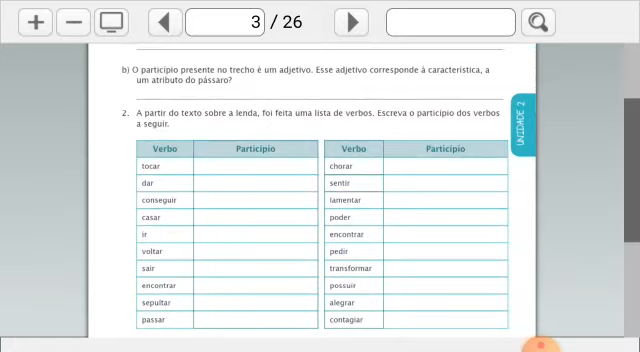 3 / 26
b) O particípio presente no trecho é um adjetivo. Esse adjetivo corresponde à característica, a
um atributo do pássaro?
2. A partir do texto sobre a lenda, foi feita uma lista de verbos. Escreva o particípio dos verbos
a seguir.
UNIDADE 2
Verbo Particípio Verbo Particípio
tocar chorar
dar sentir
conseguir lamentar
casar poder
ir encontrar
voltar pedir
sair transformar
encontrar possuir
sepultar alegrar
passar contagiar